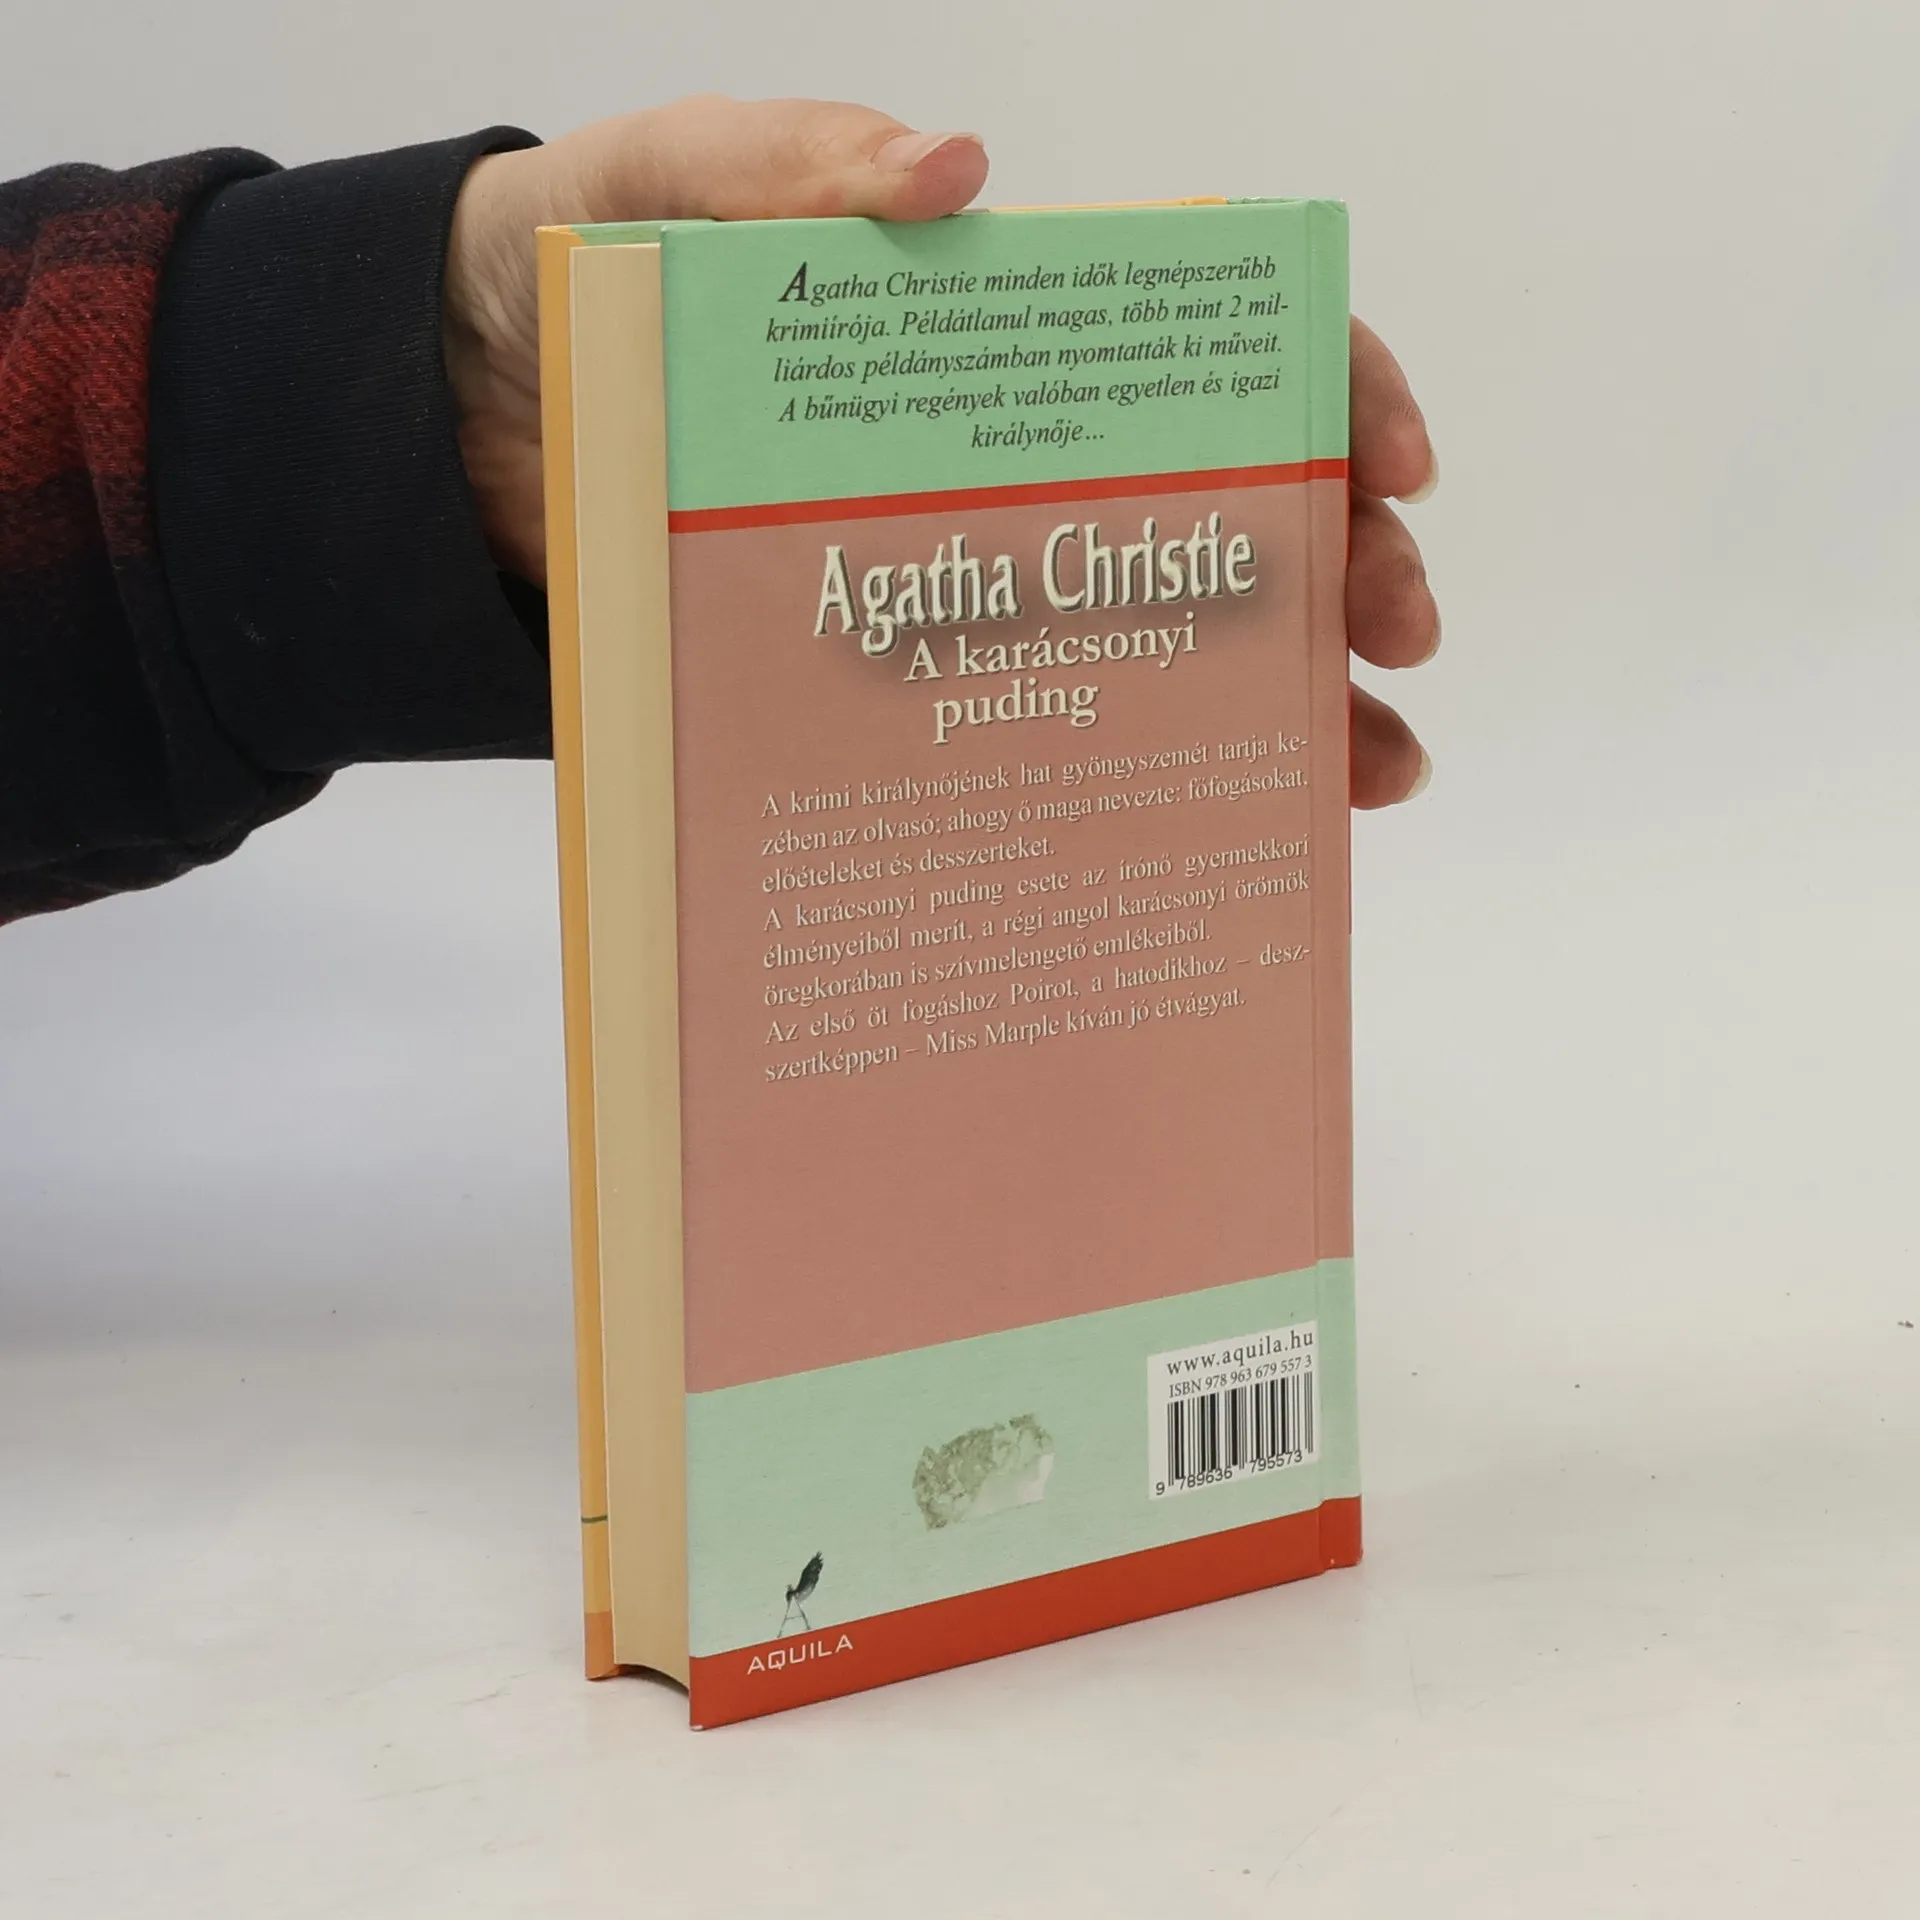 Agatha Christie minden idők legnépszerűbb
krimiírója. Példátlanul magas, több mint 2 mil-
liárdos példányszámban nyomtatták ki műveit.
A bűnügyi regények valóban egyetlen és igazi
királynője...
Agatha Christie
A karácsonyi
puding
A krimi királynőjének hat gyöngyszemét tartja ke-
zében az olvasó; ahogy ő maga nevezte: főfogásokat,
előételeket és desszerteket.
A karácsonyi puding esete az írónő gyermekkori
élményeiből merít, a régi angol karácsonyi örömök
öregkorában is szívmelengető emlékeiből.
Az első öt fogáshoz Poirot, a hatodikhoz – desz-
szertképpen – Miss Marple kíván jó étvágyat.
www.aquila.hu
ISBN 978 963 679 557 3
9 789636 795573
AQUILA